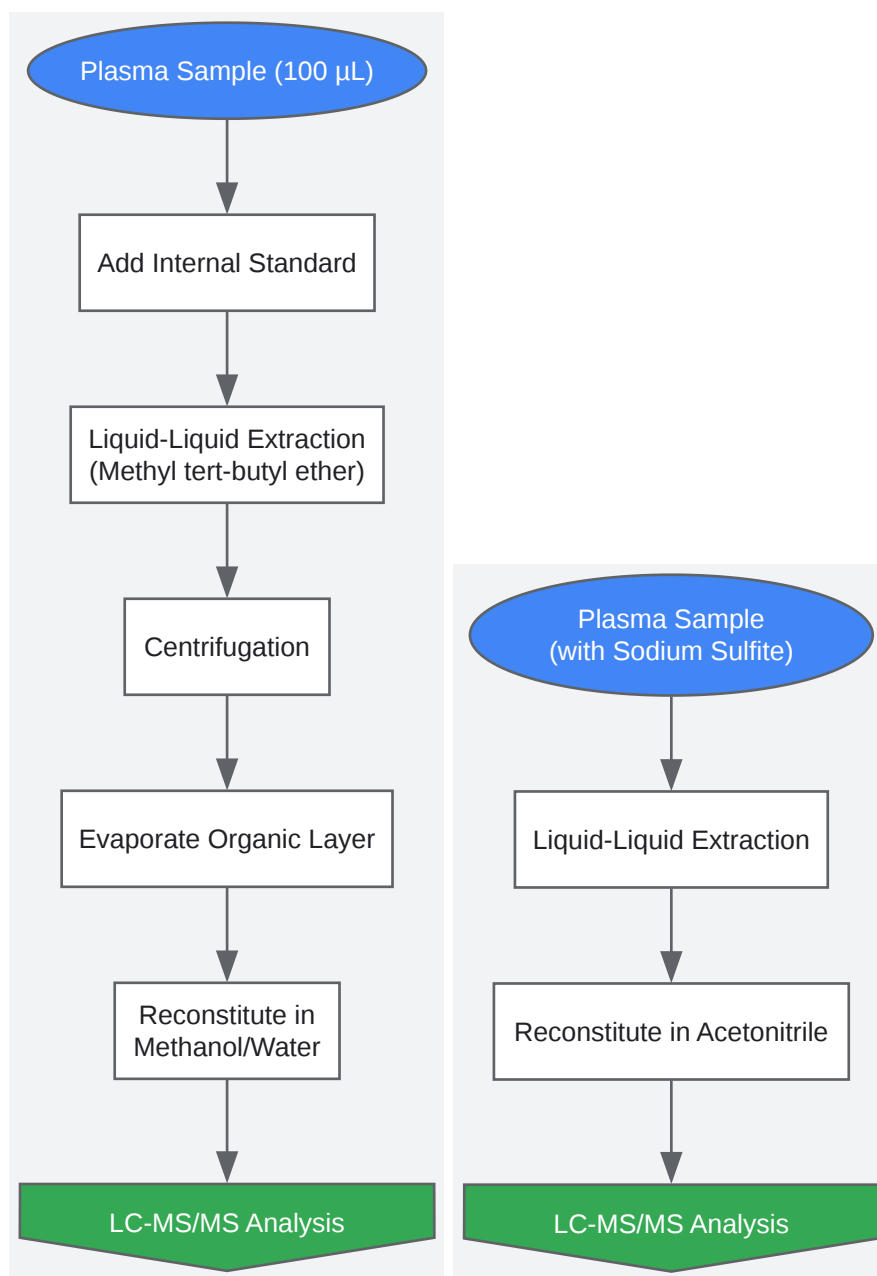 Plasma Sample (100 µL)
Add Internal Standard
Liquid-Liquid Extraction
(Methyl tert-butyl ether)
Centrifugation
Evaporate Organic Layer
Reconstitute in
Methanol/Water
LC-MS/MS Analysis
Plasma Sample
(with Sodium Sulfite)
Liquid-Liquid Extraction
Reconstitute in Acetonitrile
LC-MS/MS Analysis